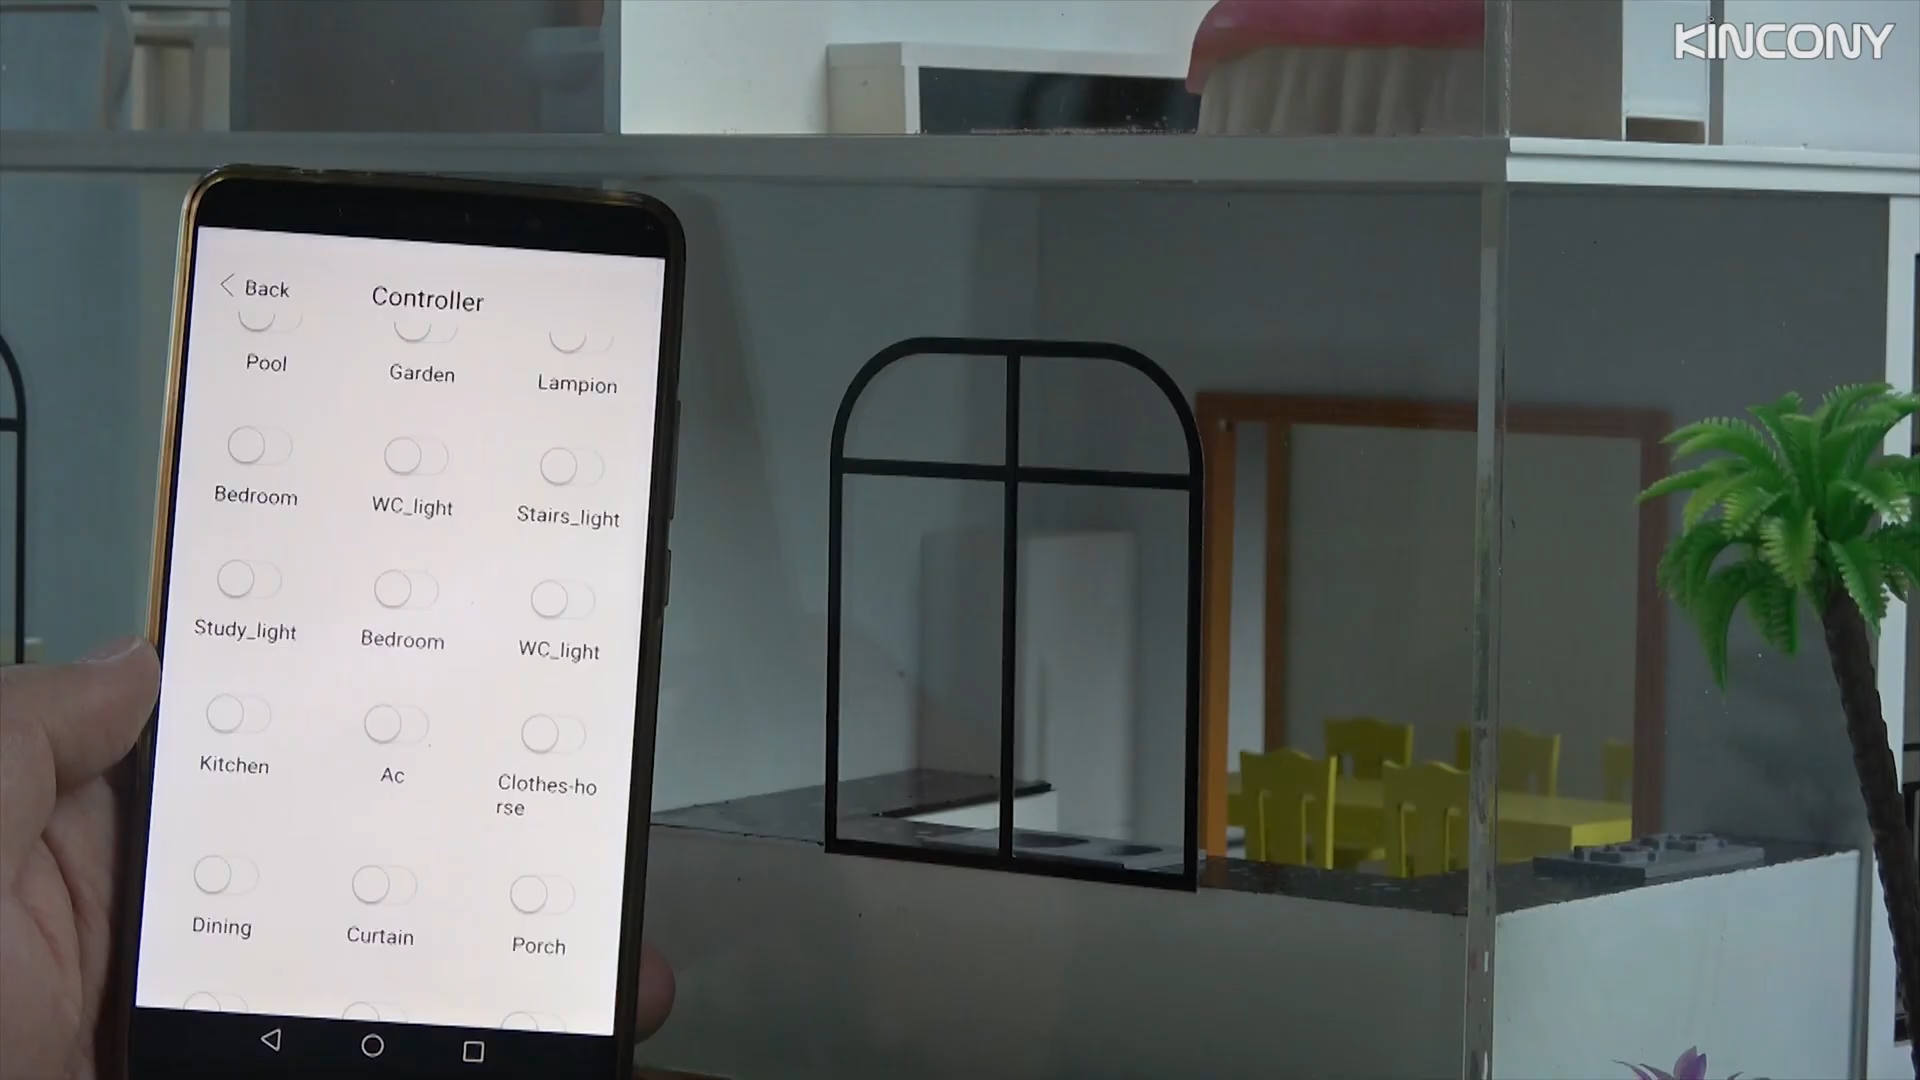 KINCONY
Back
Controller
Pool
Garden
Lampion
Bedroom
WC_light
Stairs_light
Study_light
Bedroom
WC_light
Kitchen
Ac
Clothes-ho
rse
Dining
Curtain
Porch